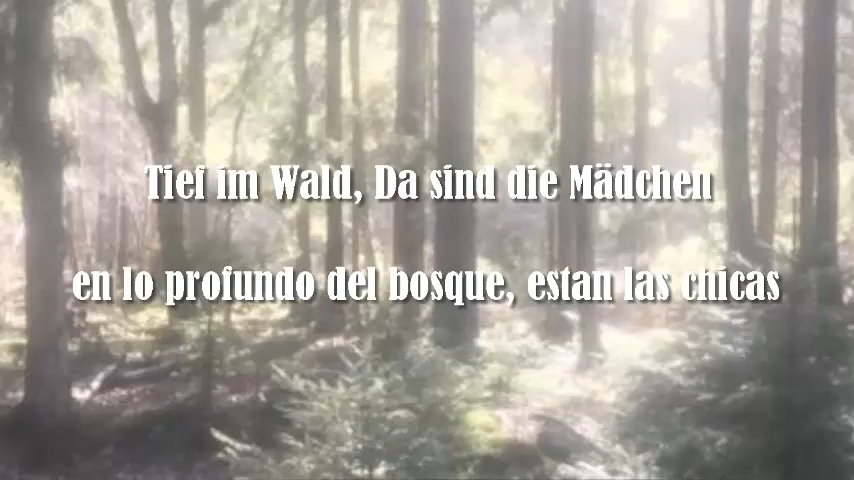 Tief im Wald, Da sind die Mädchen
en lo profundo del bosque, estan las chicas